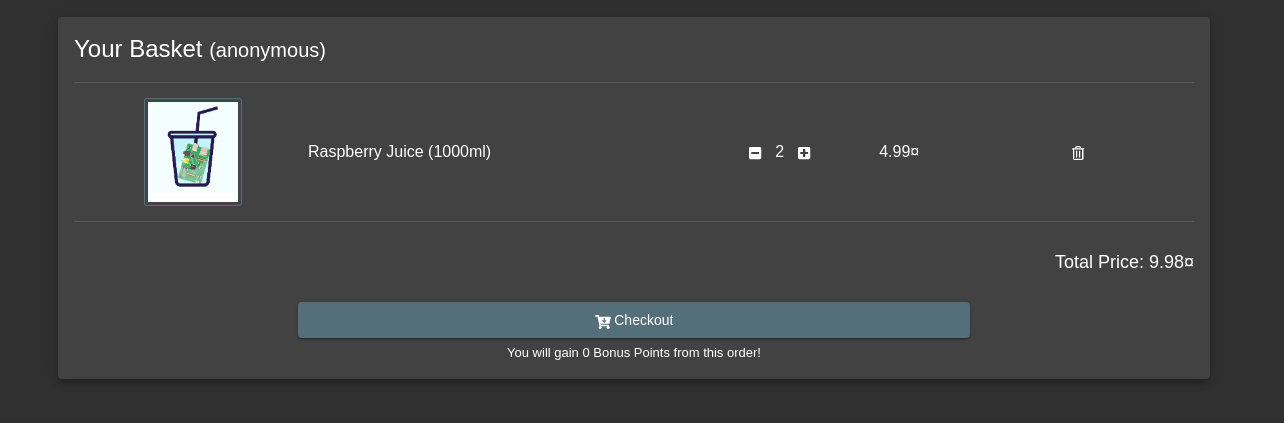 Your Basket (anonymous)
Raspberry Juice (1000ml) 2 4.99¤
Total Price: 9.98¤
Checkout
You will gain 0 Bonus Points from this order!